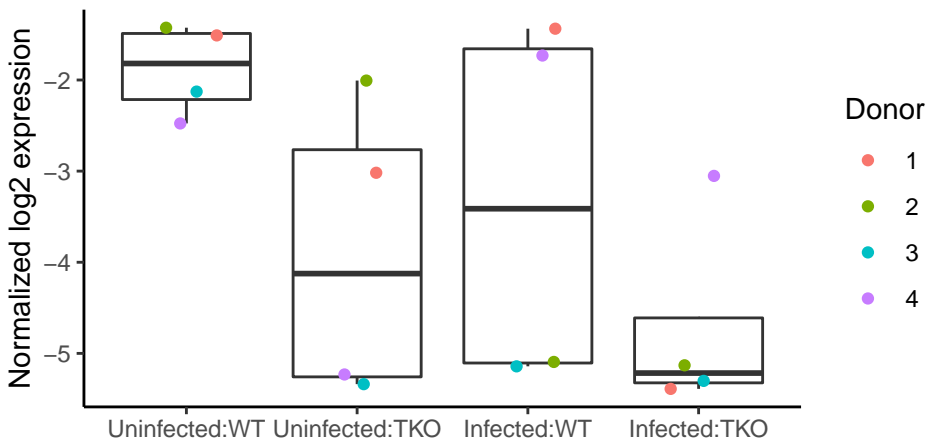 Normalized log2 expression
−2
−3
−4
−5
Uninfected:WT
Uninfected:TKO
Infected:WT
Infected:TKO
Donor
1
2
3
4